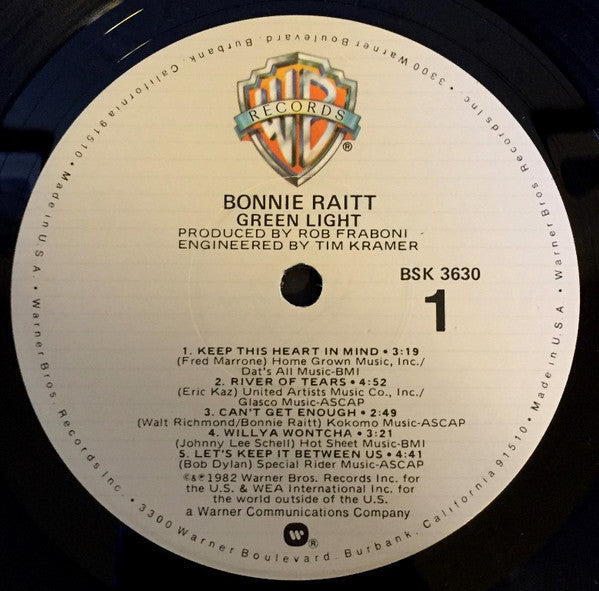 WB
RECORDS
®
BONNIE RAITT
GREEN LIGHT
PRODUCED BY ROB FRABONI
ENGINEERED BY TIM KRAMER
BSK 3630
1
1. KEEP THIS HEART IN MIND • 3:19
(Fred Marrone) Home Grown Music, Inc./
Dat's All Music-BMI
2. RIVER OF TEARS • 4:52
(Eric Kaz) United Artists Music Co., Inc./
Glasco Music-ASCAP
3. CAN'T GET ENOUGH • 2:49
(Walt Richmond/Bonnie Raitt) Kokomo Music-ASCAP
4. WILLYA WONTCHA • 3:21
(Johnny Lee Schell) Hot Sheet Music-BMI
5. LET'S KEEP IT BETWEEN US • 4:41
(Bob Dylan) Special Rider Music-ASCAP
©&℗1982 Warner Bros. Records Inc. for
the U.S. & WEA International Inc. for
the world outside of the U.S.
a Warner Communications Company
®
Warner Bros. Records Inc. • 3300 Warner Boulevard, Burbank, California 91510 • Made in U.S.A. • Warner Bros. Records Inc. • 3300 Warner Boulevard, Burbank, California 91510 • Made in U.S.A. •